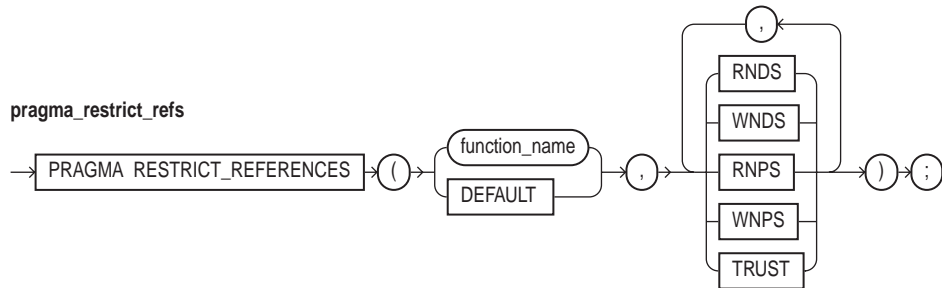 ,
RNDS
pragma_restrict_refs
WNDS
function_name
PRAGMA RESTRICT_REFERENCES ( , RNPS ) ;
DEFAULT
WNPS
TRUST